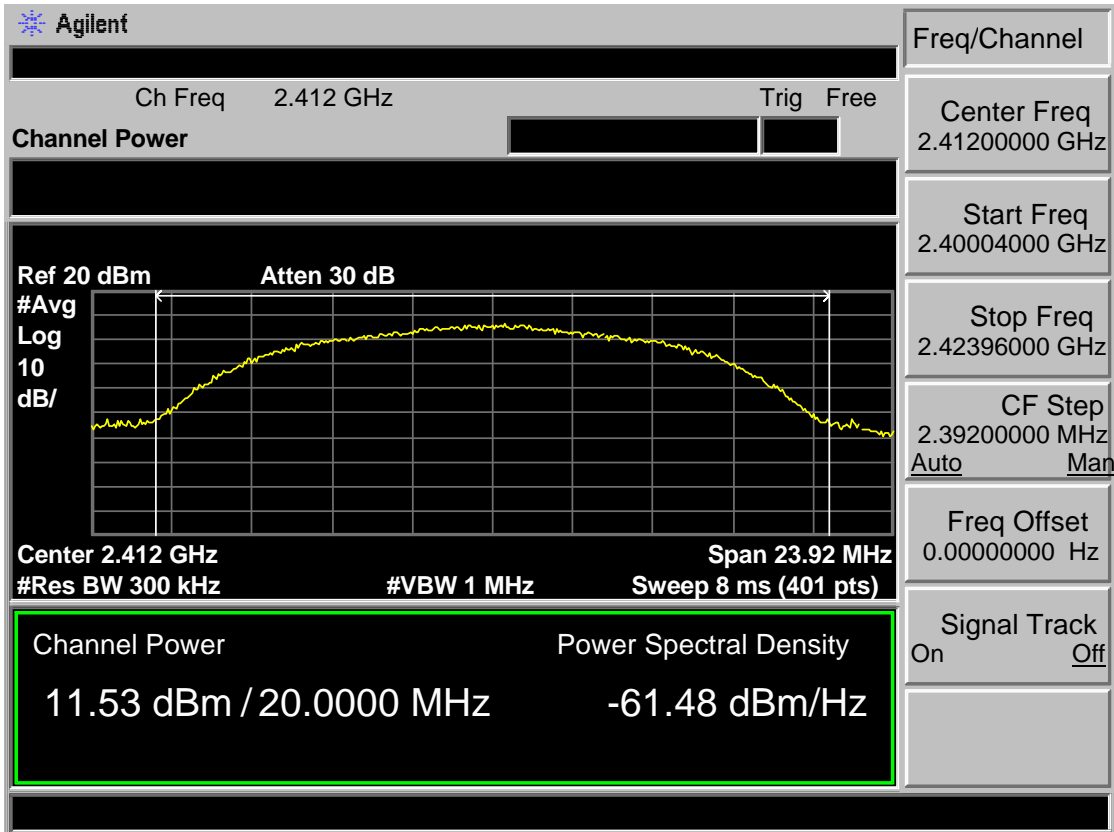 Agilent
Ch Freq 2.412 GHz Trig Free
Channel Power
Ref 20 dBm Atten 30 dB
#Avg
Log
10
dB/
Center 2.412 GHz Span 23.92 MHz
#Res BW 300 kHz #VBW 1 MHz Sweep 8 ms (401 pts)
Channel Power Power Spectral Density
11.53 dBm / 20.0000 MHz -61.48 dBm/Hz
Freq/Channel
Center Freq
2.41200000 GHz
Start Freq
2.40004000 GHz
Stop Freq
2.42396000 GHz
CF Step
2.39200000 MHz
Auto Man
Freq Offset
0.00000000 Hz
Signal Track
On Off